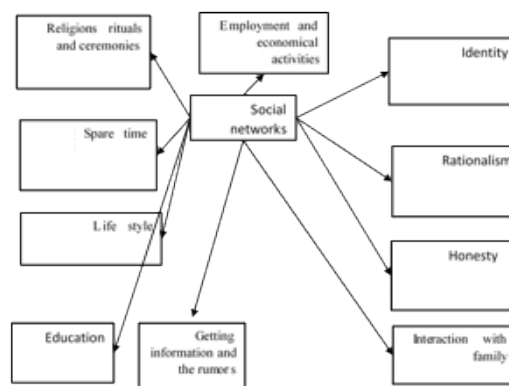 Religions rituals
and ceremonies
Employment and
economical
activities
Identity
Social
networks
Spare time
Rationalism
Life style
Honesty
Education
Getting
information and
the rumors
Interaction with
family